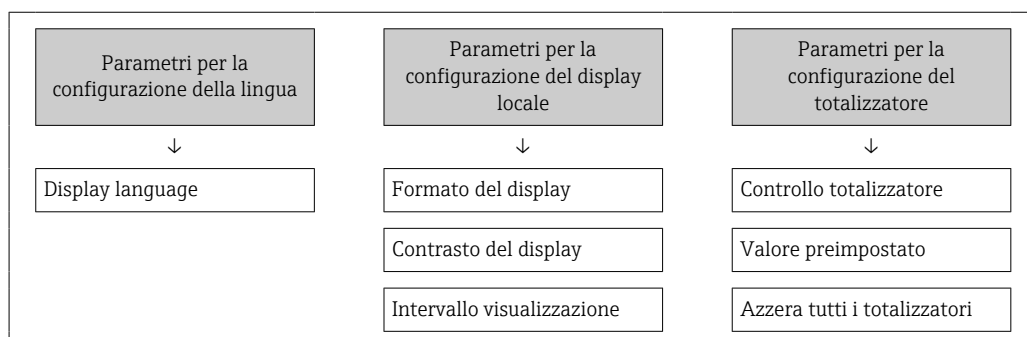 Parametri per la
configurazione della lingua
↓
Display language
Parametri per la
configurazione del display
locale
↓
Formato del display
Contrasto del display
Intervallo visualizzazione
Parametri per la
configurazione del
totalizzatore
↓
Controllo totalizzatore
Valore preimpostato
Azzera tutti i totalizzatori